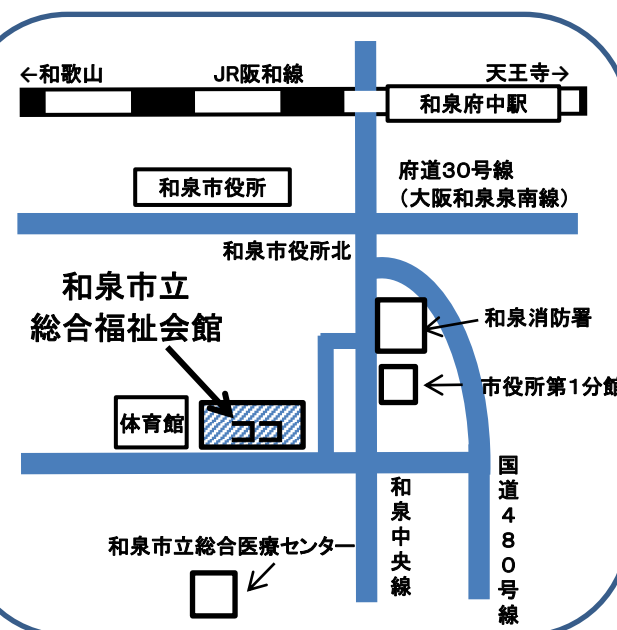 ←和歌山
JR阪和線
天王寺→
和泉府中駅
和泉市役所
府道30号線
（大阪和泉泉南線）
和泉市役所北
和泉市立
総合福祉会館
和泉消防署
市役所第1分館
体育館
ココ
国道480号線
和泉中央線
和泉市立総合医療センター